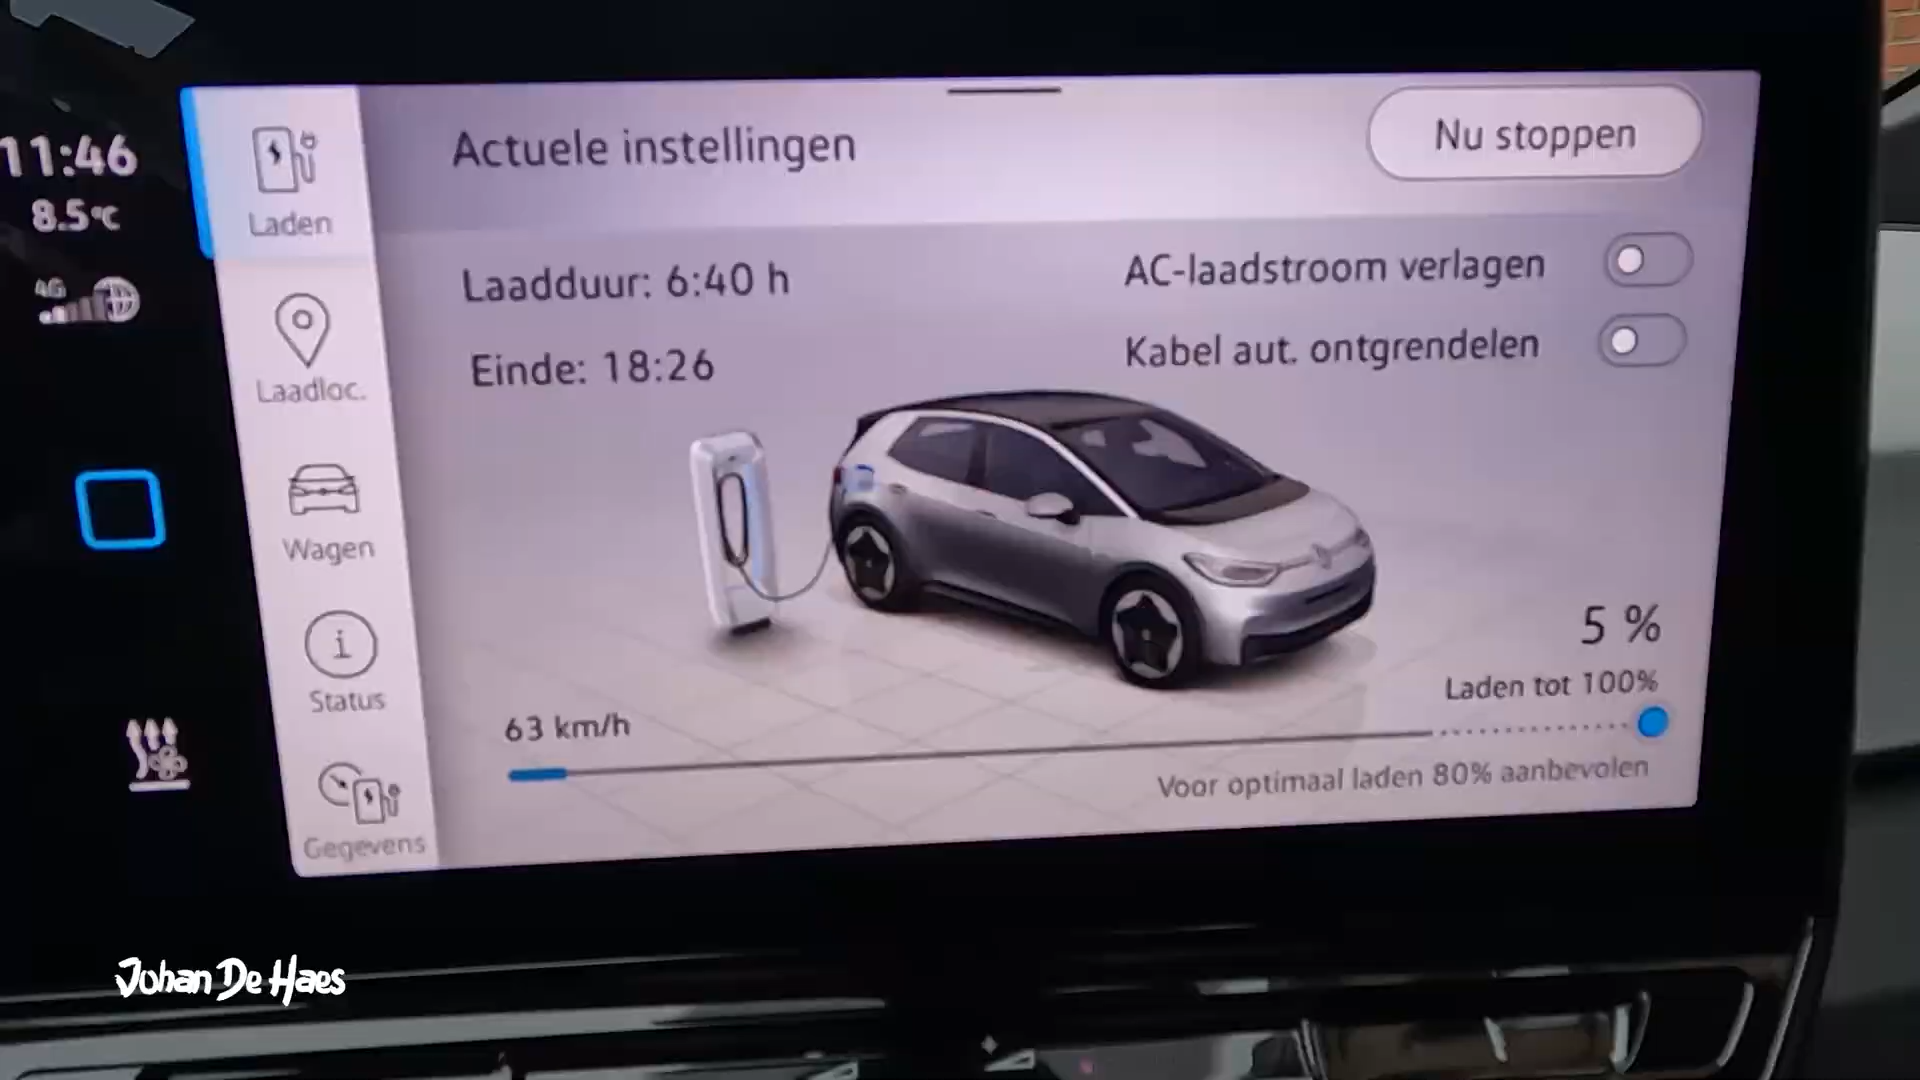 11:46
8.5°C
4G
Laden
Laadloc.
Wagen
Status
Gegevens
Actuele instellingen
Nu stoppen
Laadduur: 6:40 h
Einde: 18:26
AC-laadstroom verlagen
Kabel aut. ontgrendelen
5 %
Laden tot 100%
63 km/h
Voor optimaal laden 80% aanbevolen
Johan De Haes